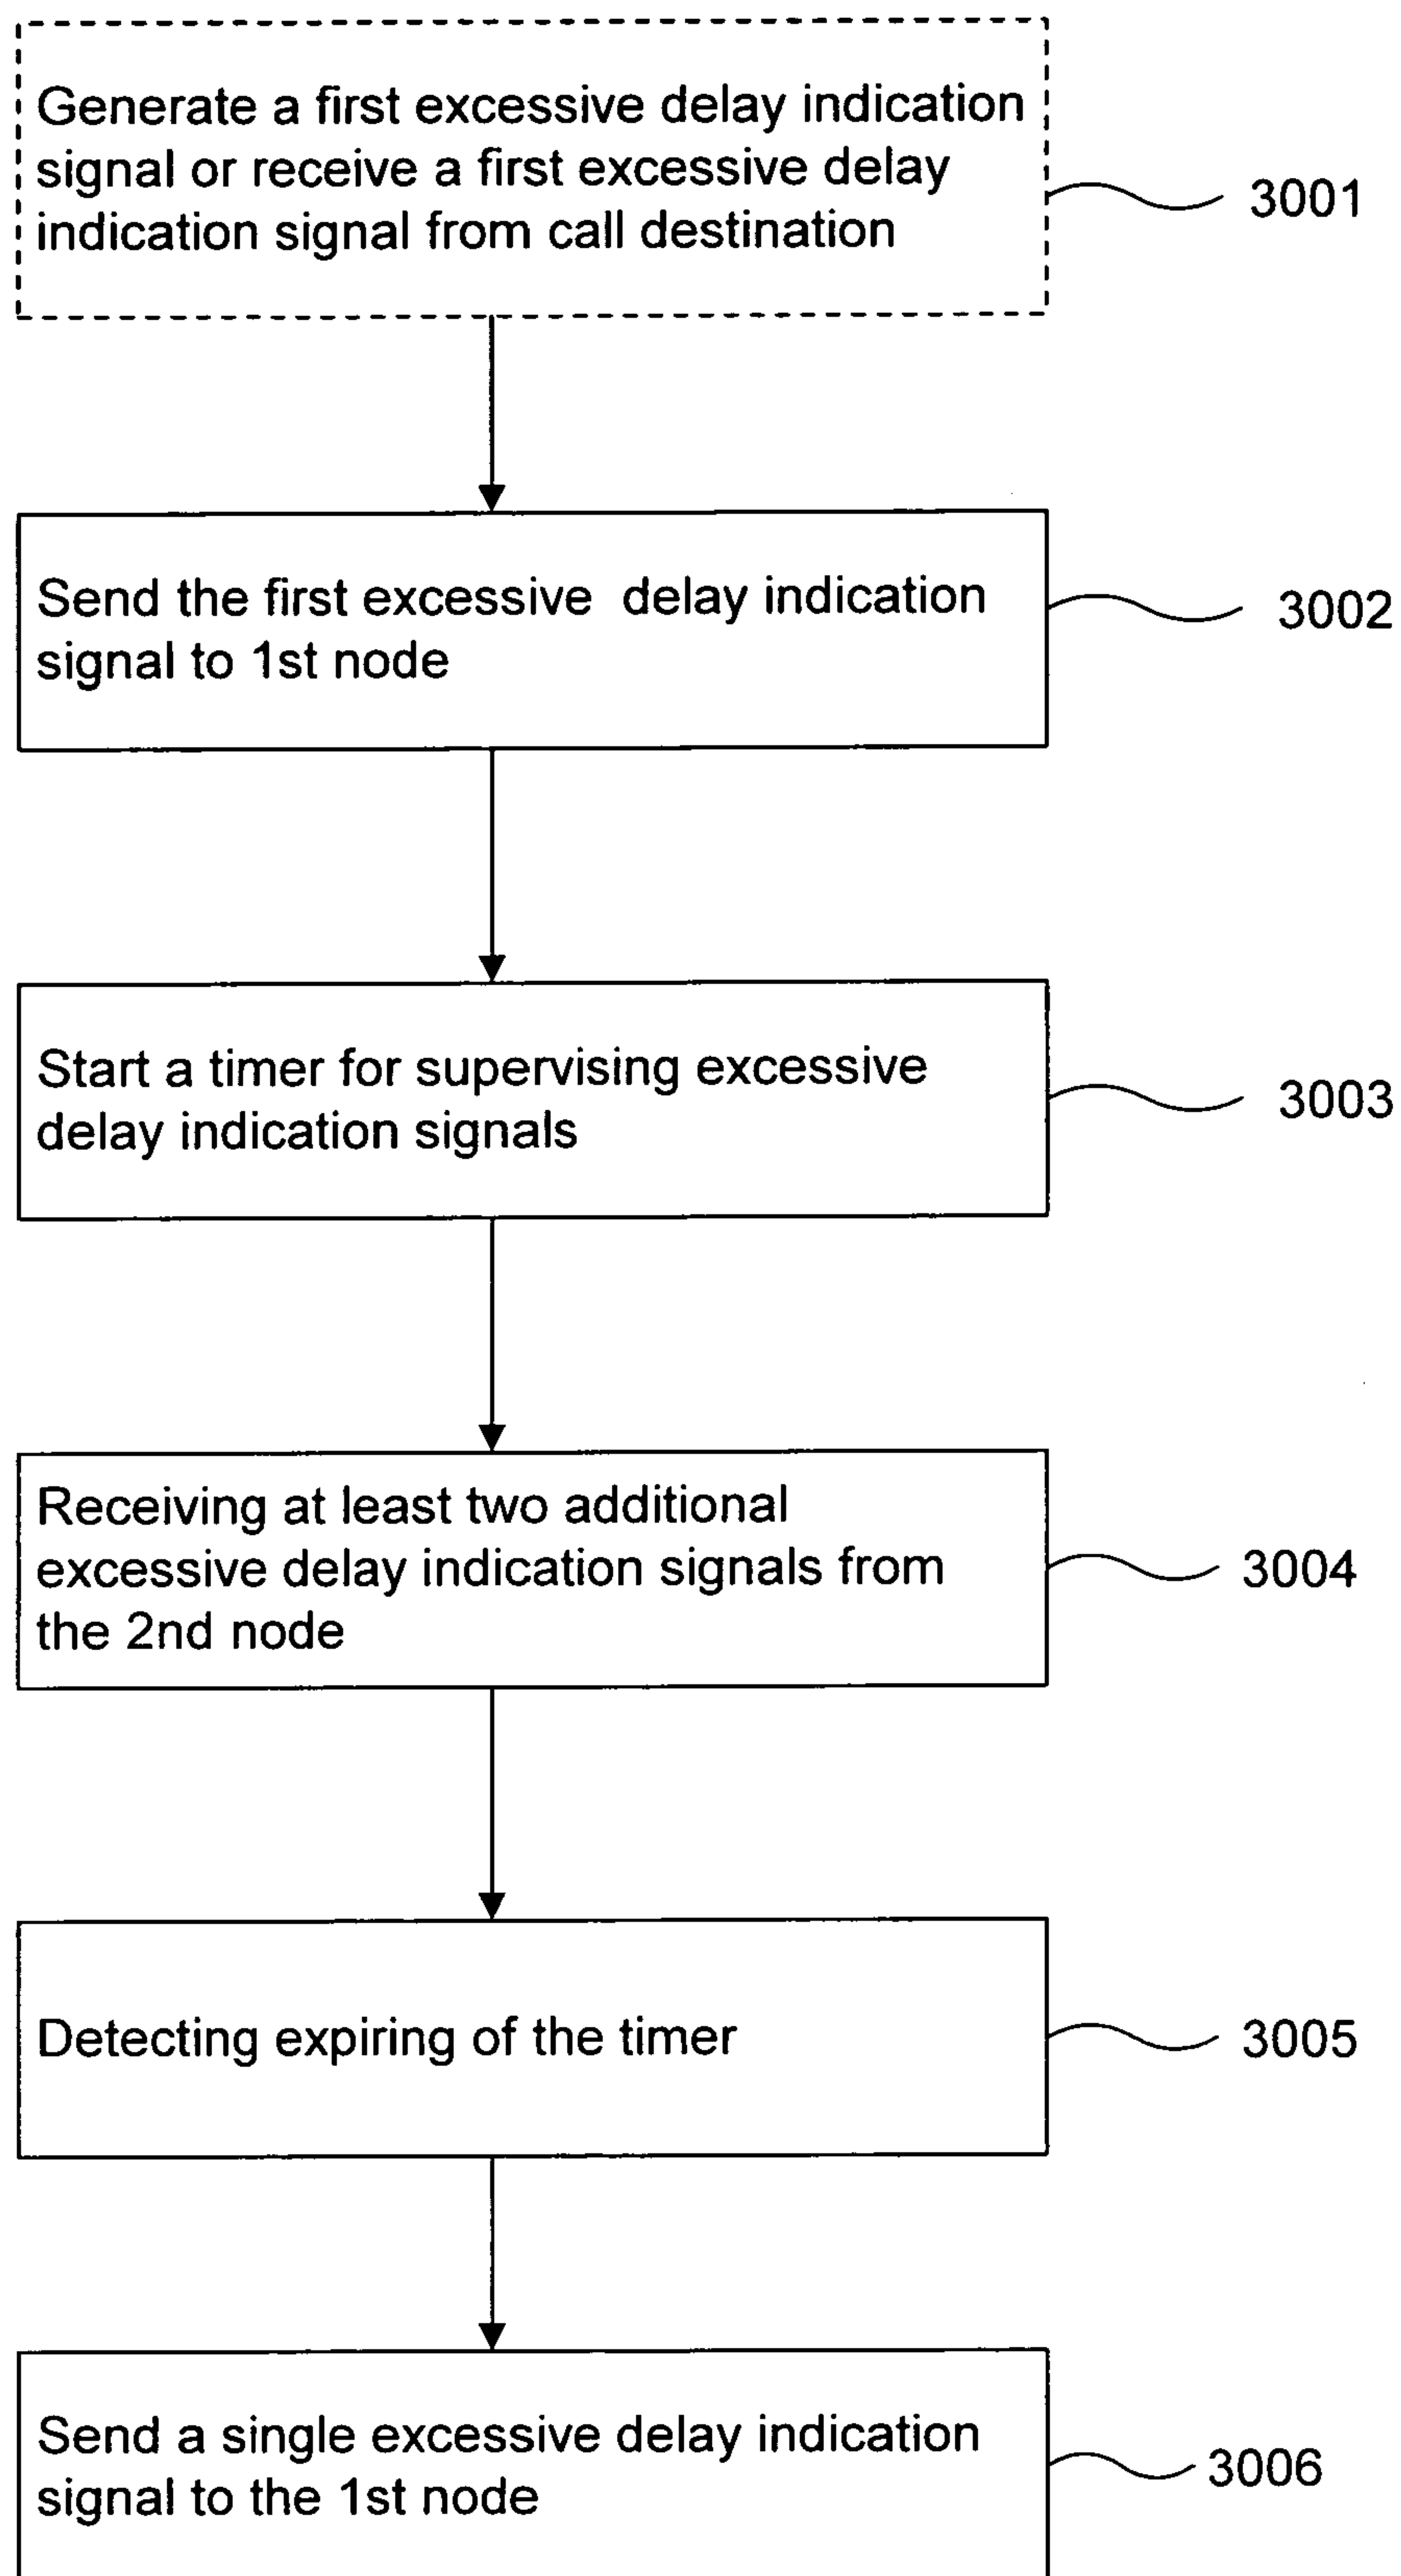 Generate a first excessive delay indication
signal or receive a first excessive delay
indication signal from call destination
3001
Send the first excessive delay indication
signal to 1st node
3002
Start a timer for supervising excessive
delay indication signals
3003
Receiving at least two additional
excessive delay indication signals from
the 2nd node
3004
Detecting expiring of the timer
3005
Send a single excessive delay indication
signal to the 1st node
3006